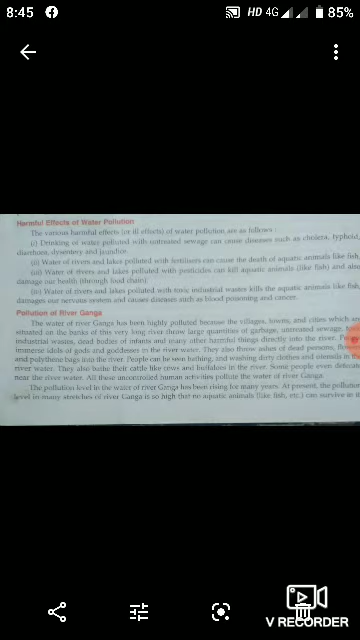 8:45
HD 4G 85%
Harmful Effects of Water Pollution
The various harmful effects (or ill effects) of water pollution are as follows :
(i) Drinking of water polluted with untreated sewage can cause diseases such as cholera, typhoid,
diarrhoea, dysentery and jaundice.
(ii) Water of rivers and lakes polluted with fertilisers can cause the death of aquatic animals like fish,
(iii) Water of rivers and lakes polluted with pesticides can kill aquatic animals (like fish) and also
damage our health (through food chain).
(iv) Water of rivers and lakes polluted with toxic industrial wastes kills the aquatic animals like fish,
damages our nervous system and causes diseases such as blood poisoning and cancer.
Pollution of River Ganga
The water of river Ganga has been highly polluted because the villages, towns, and cities which are
situated on the banks of this very long river throw large quantities of garbage, untreated sewage,
industrial wastes, dead bodies of infants and many other harmful things directly into the river.
immerse idols of gods and goddesses in the river water. They also throw ashes of dead persons,
and polythene bags into the river. People can be seen bathing, and washing dirty clothes and utensils in
river water. They also bathe their cattle like cows and buffaloes in the river. Some people even defecate
near the river water. All these uncontrolled human activities pollute the water of river Ganga.
The pollution level in the water of river Ganga has been rising for many years. At present, the pollution
level in many stretches of river Ganga is so high that no aquatic animals (like fish, etc.) can survive in it
V RECORDER